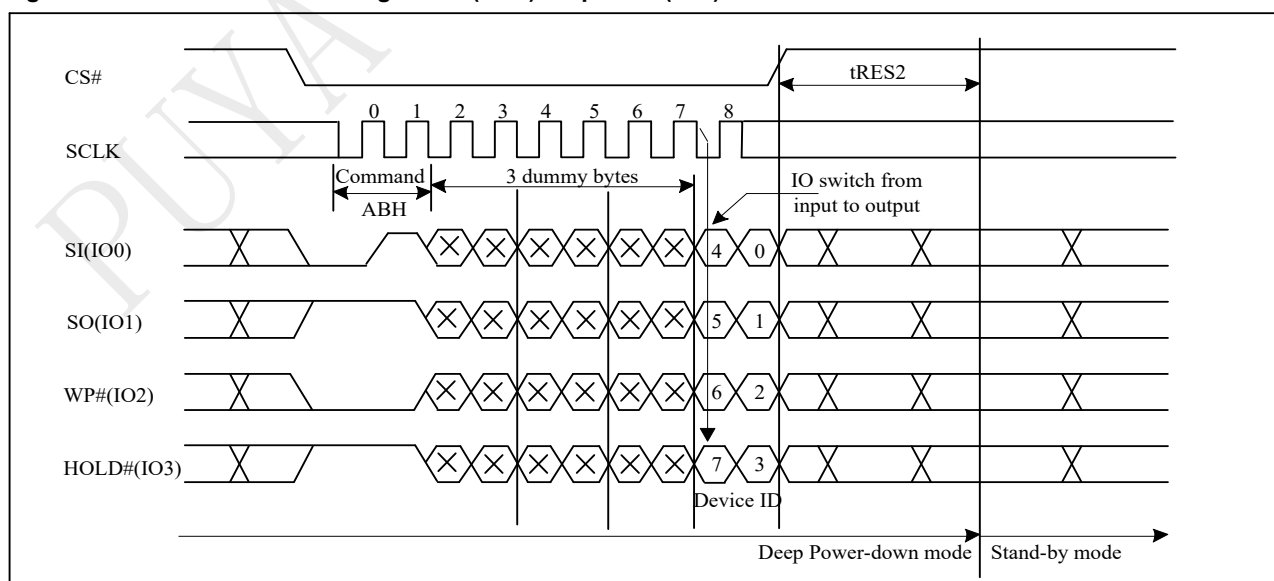 PUYA
CS#
tRES2
0 1 2 3 4 5 6 7 8
SCLK
Command
3 dummy bytes
ABH
IO switch from
input to output
SI(IO0)
4 0
SO(IO1)
5 1
WP#(IO2)
6 2
HOLD#(IO3)
7 3
Device ID
Deep Power-down mode
Stand-by mode